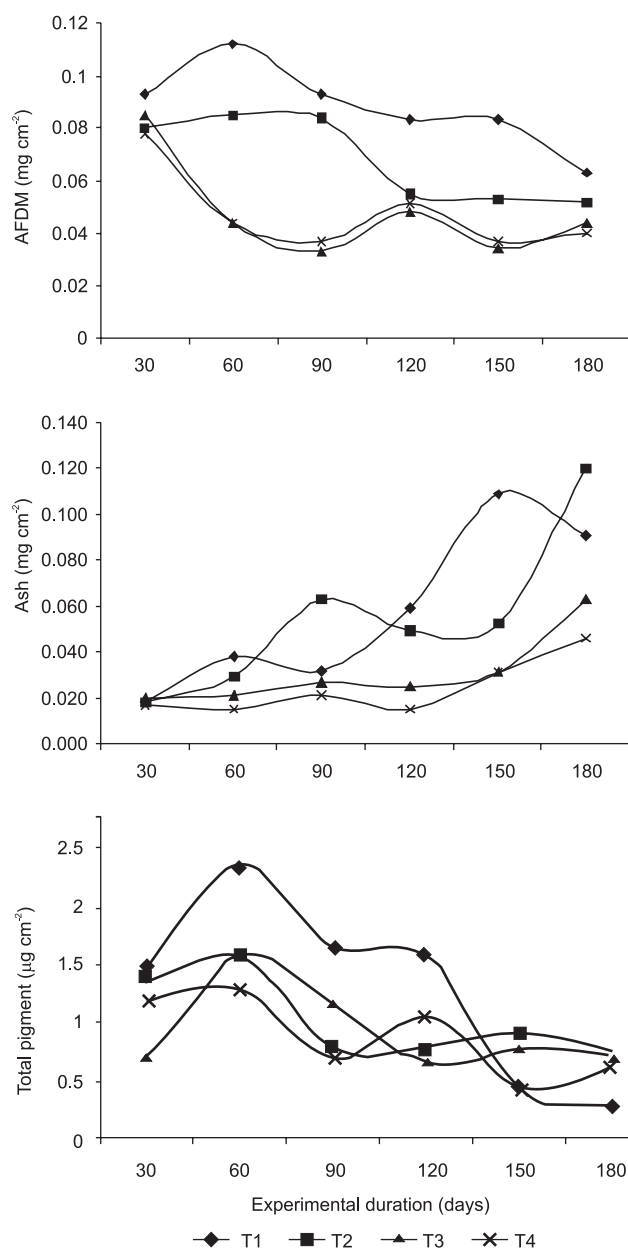 0.12
0.1
0.08
0.06
0.04
0.02
0
AFDM (mg cm-2)
30 60 90 120 150 180
0.140
0.120
0.100
0.080
0.060
0.040
0.020
0.000
Ash (mg cm-2)
30 60 90 120 150 180
2.5
2
1.5
1
0.5
0
Total pigment (µg cm-2)
30 60 90 120 150 180
Experimental duration (days)
T1 T2 T3 T4